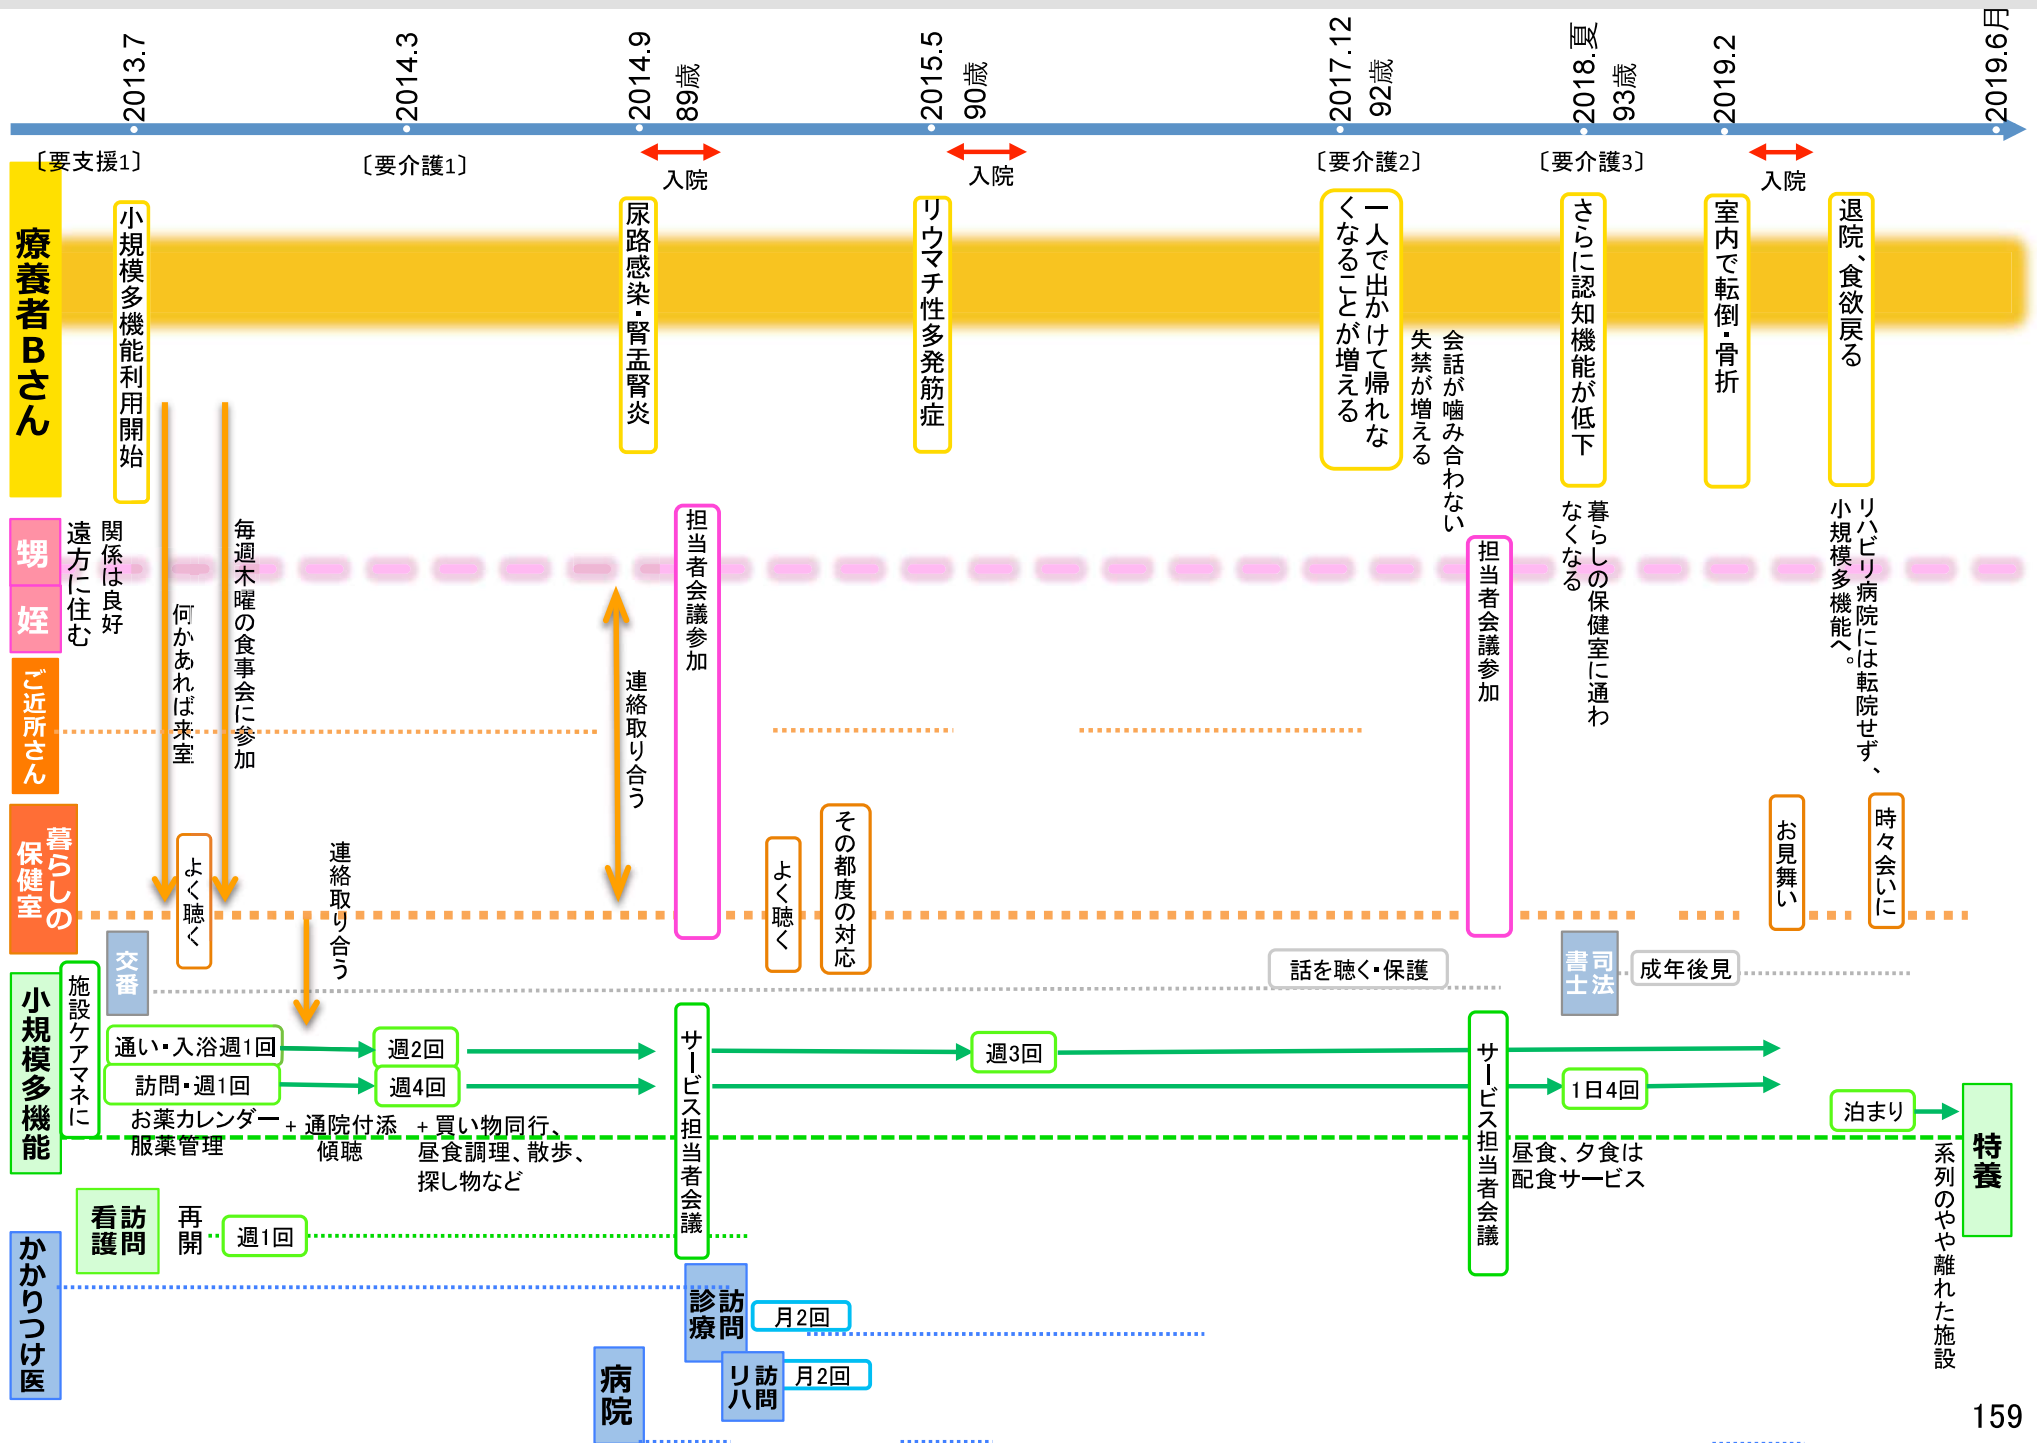 2013.7
2014.3
2014.9
89歳
2015.5
90歳
2017.12
92歳
2018.夏
93歳
2019.2
2019.6月
〔要支援1〕
〔要介護1〕
入院
入院
〔要介護2〕
〔要介護3〕
入院
療養者Bさん
小規模多機能利用開始
尿路感染・腎盂腎炎
リウマチ性多発筋症
一人で出かけて帰れな
くなることが増える
会話が噛み合わない
失禁が増える
さらに認知機能が低下
室内で転倒・骨折
退院、食欲戻る
甥
姪
関係は良好
遠方に住む
何かあれば来室
毎週木曜の食事会に参加
連絡取り合う
担当者会議参加
担当者会議参加
暮らしの保健室に通わ
なくなる
リハビリ病院には転院せず、
小規模多機能へ。
ご近所さん
暮らしの
保健室
よく聴く
連絡取り合う
よく聴く
その都度の対応
お見舞い
時々会いに
交番
話を聴く・保護
司法
書士
成年後見
小規模多機能
施設ケアマネに
通い・入浴週1回
週2回
週3回
訪問・週1回
週4回
1日4回
泊まり
お薬カレンダー
服薬管理
+ 通院付添
傾聴
+ 買い物同行、
昼食調理、散歩、
探し物など
サービス担当者会議
サービス担当者会議
昼食、夕食は
配食サービス
特養
系列のやや離れた施設
訪問
看護
再開
週1回
かかりつけ医
訪問
診療
月2回
訪問
リハ
月2回
病院
159